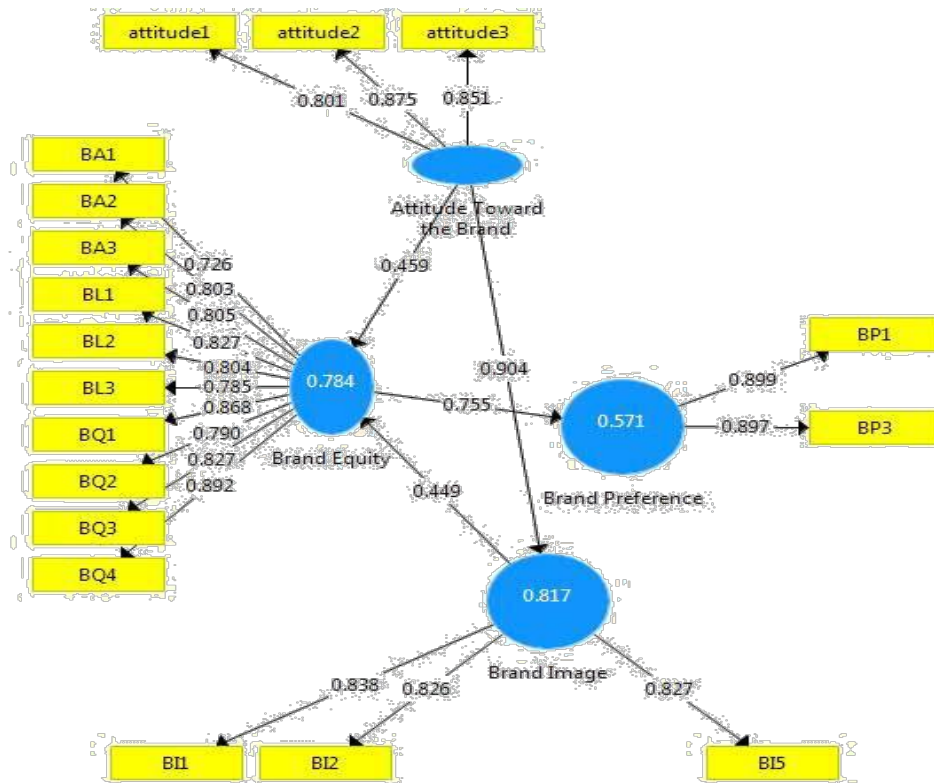 attitude1
attitude2
attitude3
0.801
0.875
0.851
Attitude Toward
the Brand
BA1
BA2
BA3
BL1
BL2
BL3
BQ1
BQ2
BQ3
BQ4
0.726
0.803
0.805
0.827
0.804
0.785
0.868
0.790
0.827
0.892
0.459
0.904
0.784
Brand Equity
0.755
0.571
Brand Preference
0.899
0.897
BP1
BP3
0.449
0.817
Brand Image
0.838
0.826
0.827
BI1
BI2
BI5